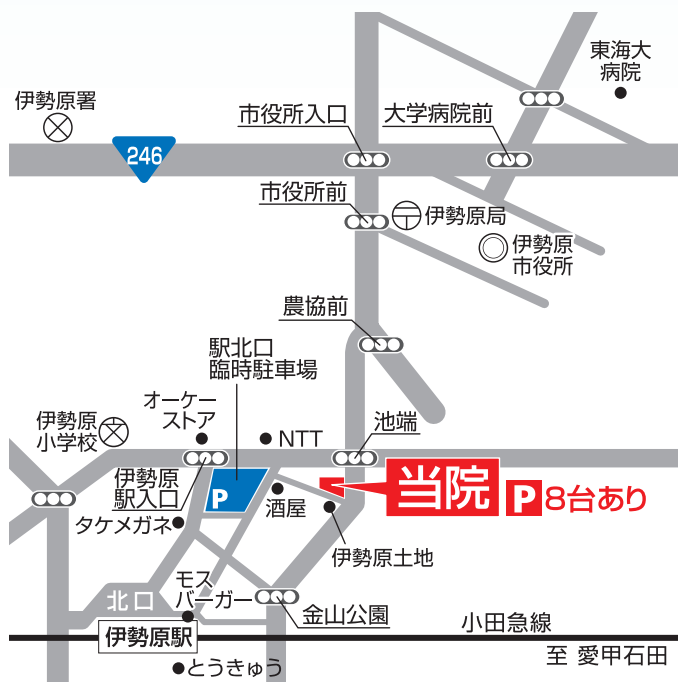 東海大
病院
伊勢原署
市役所入口
大学病院前
246
市役所前
伊勢原局
伊勢原
市役所
農協前
駅北口
臨時駐車場
オーケー
ストア
伊勢原
小学校
NTT
池端
伊勢原
駅入口
P
酒屋
当院
P 8台あり
タケメガネ
伊勢原土地
モス
バーガー
北口
金山公園
伊勢原駅
小田急線
至 愛甲石田
とうきゅう